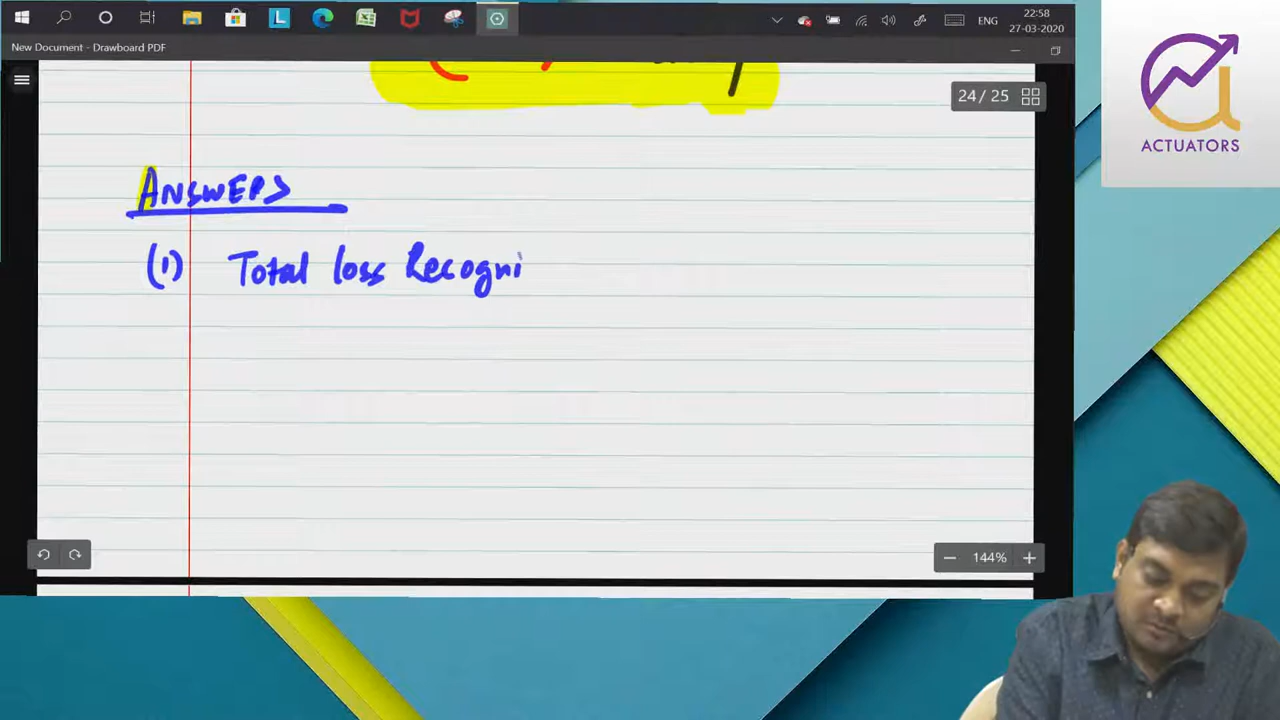 22:58
ENG
27-03-2020
New Document - Drawboard PDF
24 / 25
ACTUATORS
ANSWERS
(1) Total loss Recogni
144%